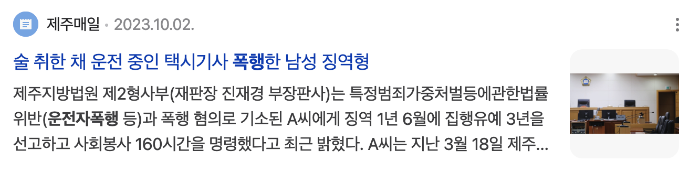 제주매일 · 2023.10.02.
술 취한 채 운전 중인 택시기사 폭행한 남성 징역형
제주지방법원 제2형사부(재판장 진재경 부장판사)는 특정범죄가중처벌등에관한법률
위반(운전자폭행 등)과 폭행 혐의로 기소된 A씨에게 징역 1년 6월에 집행유예 3년을
선고하고 사회봉사 160시간을 명령했다고 최근 밝혔다. A씨는 지난 3월 18일 제주...